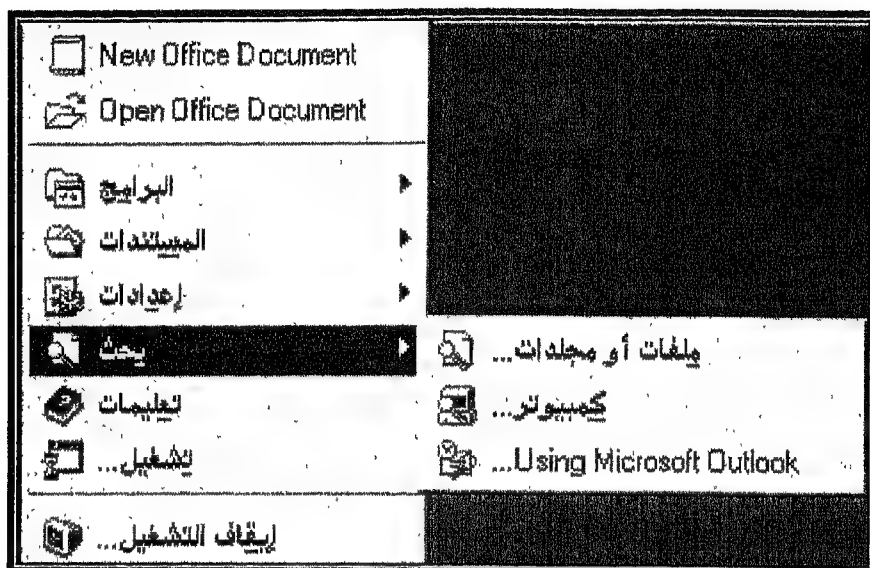 New Office Document
Open Office Document
البرامج
المستندات
إعدادات
بحث
تعليمات
تشغيل...
إيقاف التشغيل...
ملفات أو مجلدات...
كمبيوتر...
...Using Microsoft Outlook